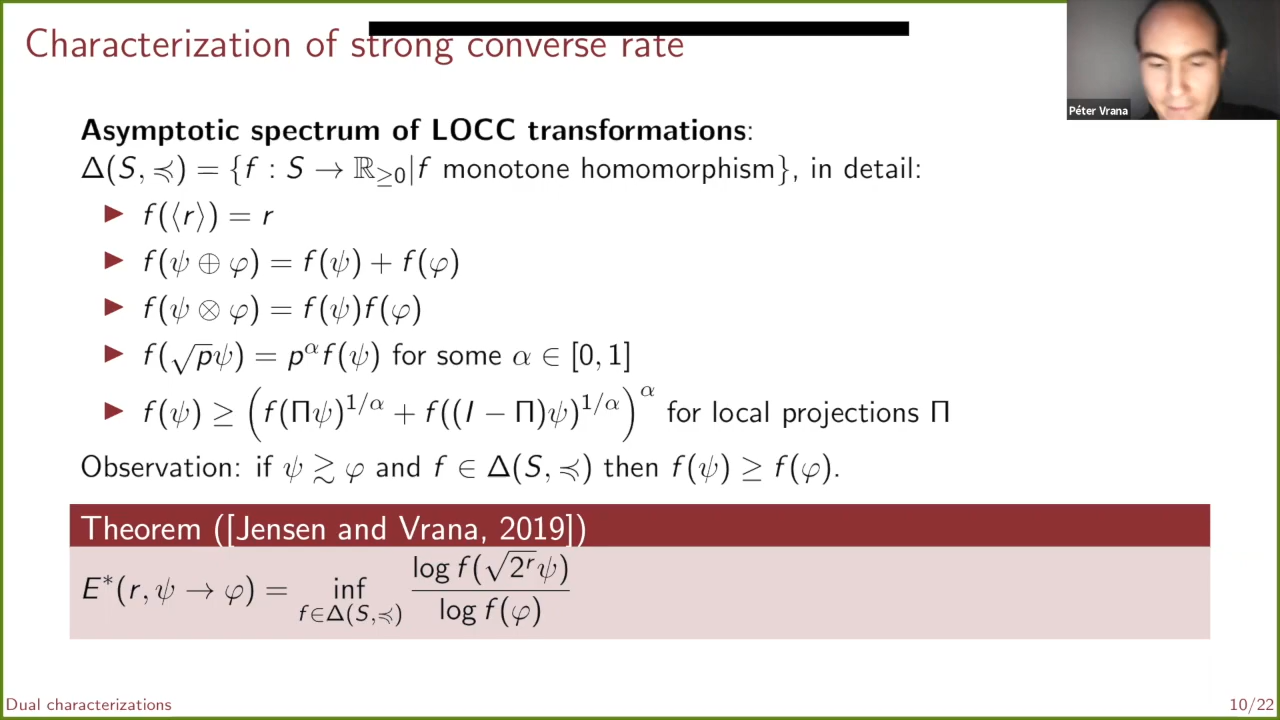 Characterization of strong converse rate
Péter Vrana
Asymptotic spectrum of LOCC transformations:
Δ(S, ≼) = {f : S → ℝ≥0|f monotone homomorphism}, in detail:
▶ f(⟨r⟩) = r
▶ f(ψ ⊕ φ) = f(ψ) + f(φ)
▶ f(ψ ⊗ φ) = f(ψ)f(φ)
▶ f(√pψ) = p^α f(ψ) for some α ∈ [0, 1]
▶ f(ψ) ≥ (f(Πψ)^{1/α} + f((I − Π)ψ)^{1/α})^α for local projections Π
Observation: if ψ ≳ φ and f ∈ Δ(S, ≼) then f(ψ) ≥ f(φ).
Theorem ([Jensen and Vrana, 2019])
E*(r, ψ → φ) = inf_{f∈Δ(S,≼)} log f(√2^r ψ) / log f(φ)
Dual characterizations
10/22